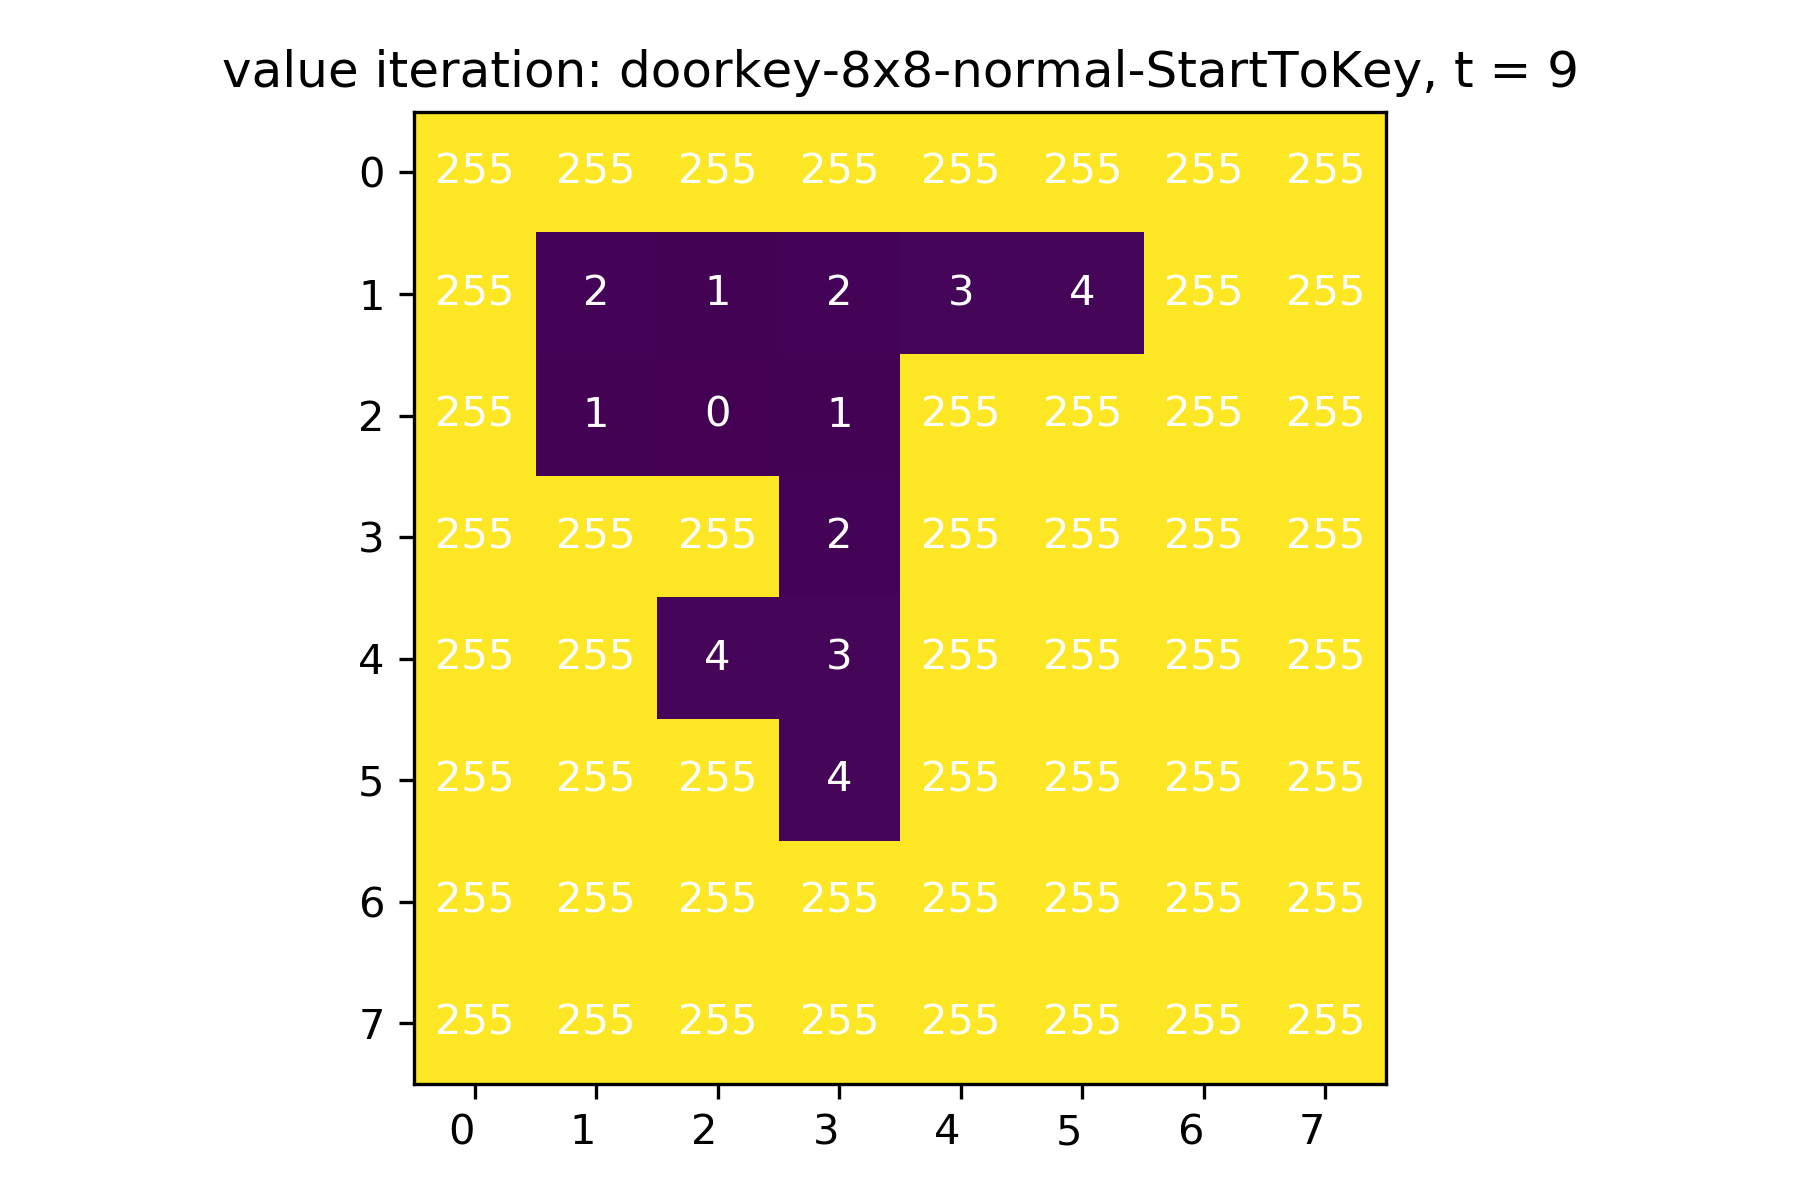 value iteration: doorkey-8x8-normal-StartToKey, t = 9
0 255 255 255 255 255 255 255 255
1 255 2 1 2 3 4 255 255
2 255 1 0 1 255 255 255 255
3 255 255 255 2 255 255 255 255
4 255 255 4 3 255 255 255 255
5 255 255 255 4 255 255 255 255
6 255 255 255 255 255 255 255 255
7 255 255 255 255 255 255 255 255
0 1 2 3 4 5 6 7